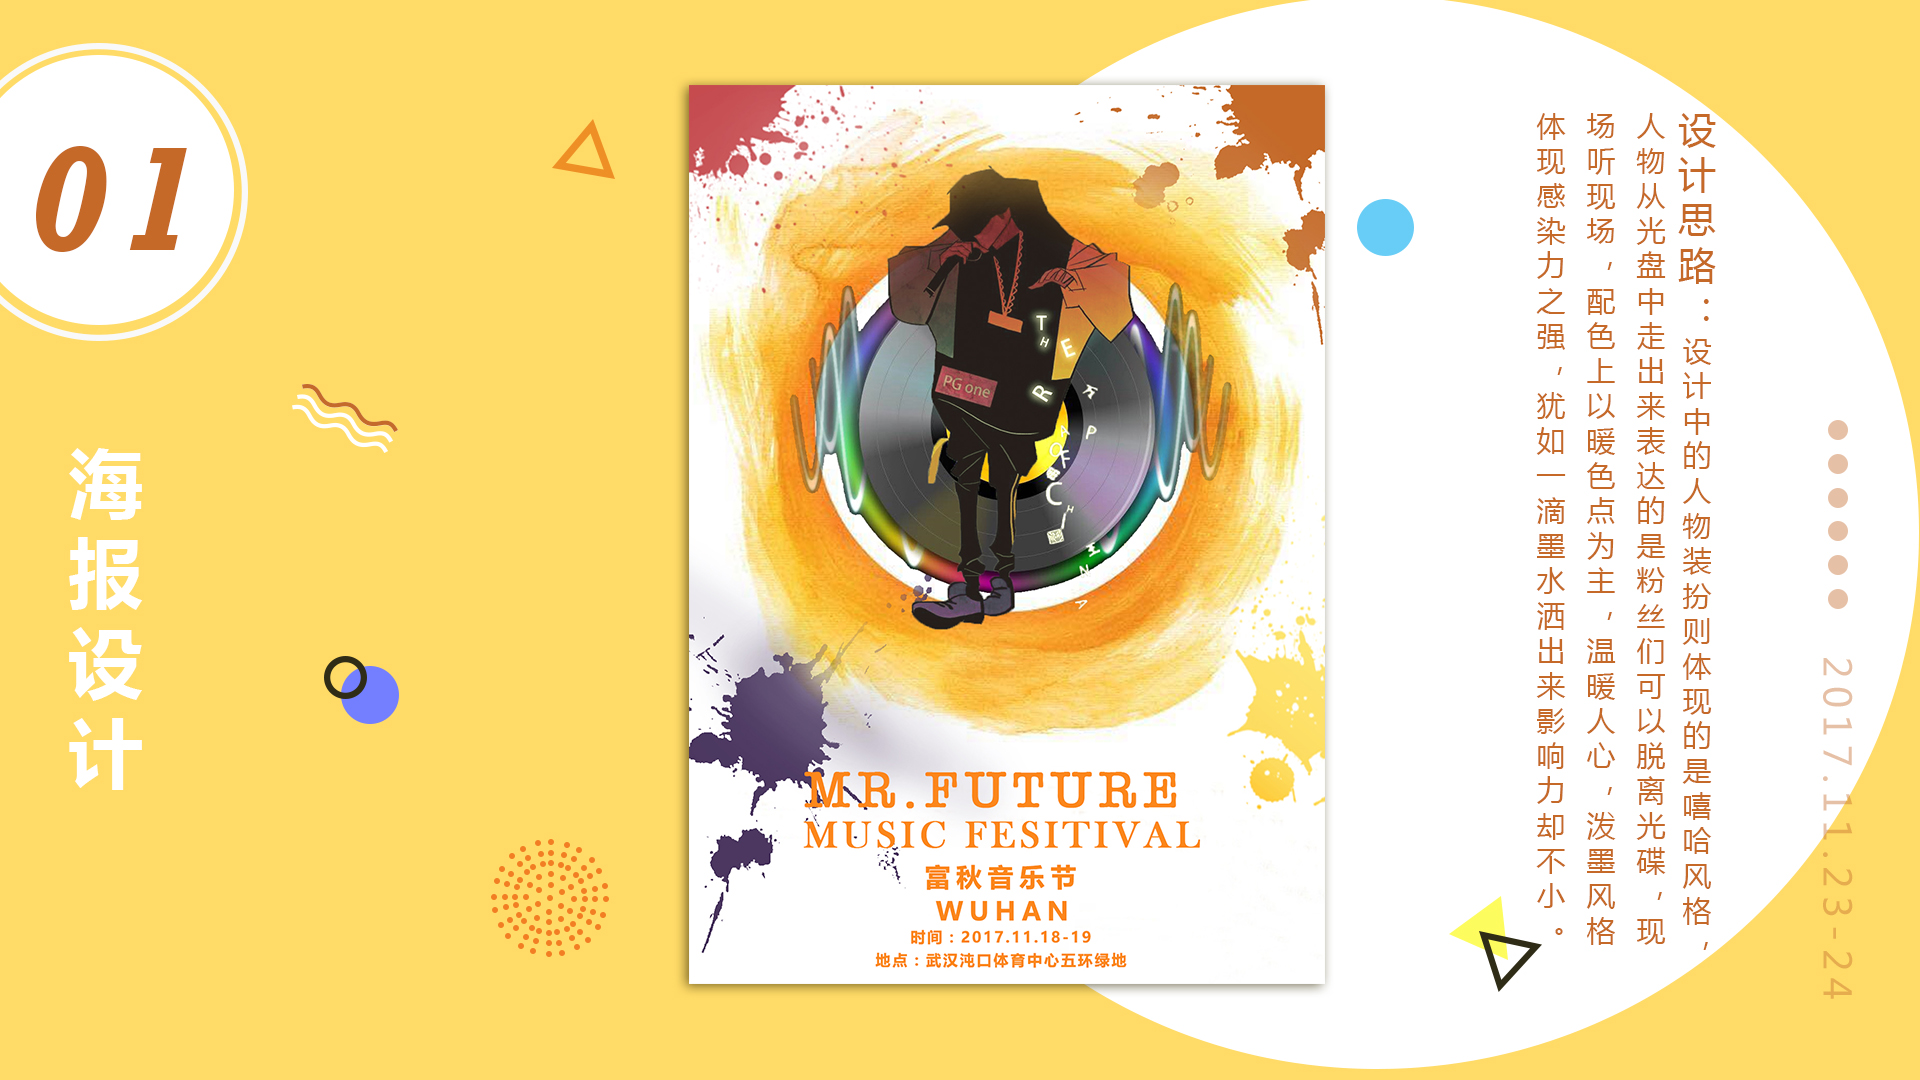 01
海报设计
PG one
THE
R
MR.FUTURE
MUSIC FESITIVAL
富秋音乐节
WUHAN
时间：2017.11.18-19
地点：武汉沌口体育中心五环绿地
设计思路：设计中的人物装扮则体现的是嘻哈风格，
人物从光盘中走出来表达的是粉丝们可以脱离光碟，现
场听现场，配色上以暖色点为主，温暖人心，泼墨风格
体现感染力之强，犹如一滴墨水洒出来影响力却不小。
2017.11.23-24